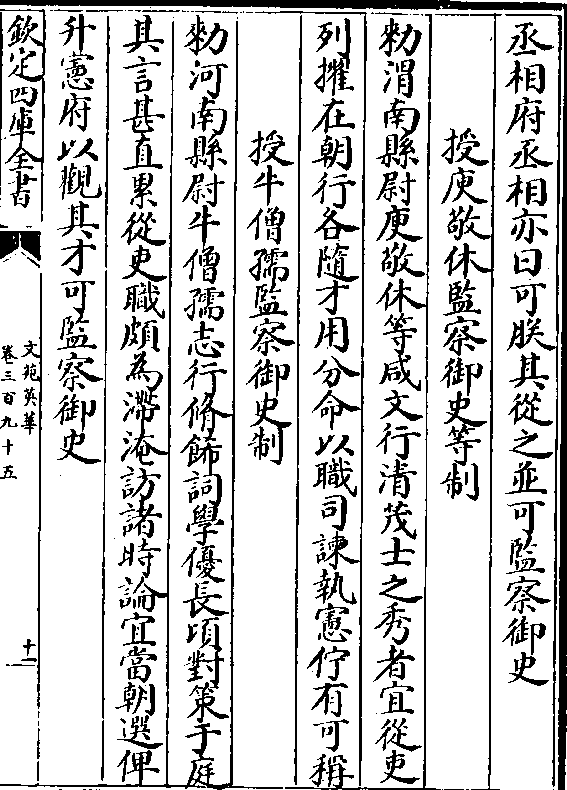 丞相府丞相亦曰可朕其從之並可監察御史
授庾敬休監察御史等制
勑渭南縣尉庾敬休等咸文行清茂士之秀者宜從吏
列擢在朝行各隨才用分命以職司諫執憲佇有可稱
授牛僧孺監察御史制
勑河南縣尉牛僧孺志行脩飾詞學優長頃對策于庭
其言甚直累從吏職頗為滯淹訪諸時論宜當朝選俾
升憲府以觀其才可監察御史
欽定四庫全書
文苑英華
卷三百九十五
十一